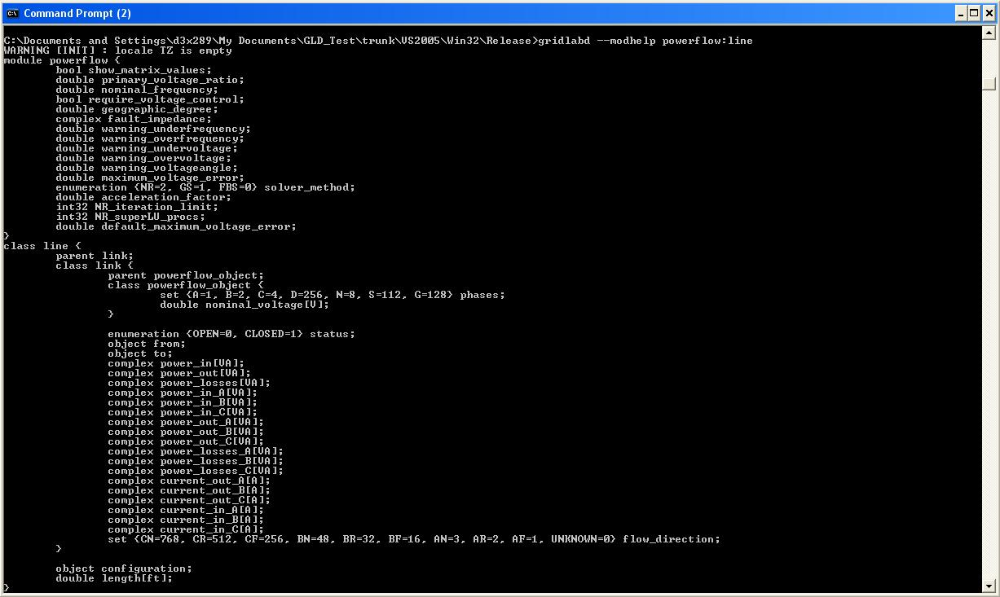 Command Prompt (2)
C:\Documents and Settings\d3x289\My Documents\GLD_Test\trunk\VS2005\Win32\Release>gridlabd --modhelp powerflow:line
WARNING [INIT] : locale TZ is empty
module powerflow {
        bool show_matrix_values;
        double primary_voltage_ratio;
        double nominal_frequency;
        bool require_voltage_control;
        double geographic_degree;
        complex fault_impedance;
        double warning_underfrequency;
        double warning_overfrequency;
        double warning_undervoltage;
        double warning_overvoltage;
        double warning_voltageangle;
        double maximum_voltage_error;
        enumeration {NR=2, GS=1, FBS=0} solver_method;
        double acceleration_factor;
        int32 NR_iteration_limit;
        int32 NR_superLU_procs;
        double default_maximum_voltage_error;
}
class line {
        parent link;
        class link {
                parent powerflow_object;
                class powerflow_object {
                        set {A=1, B=2, C=4, D=256, N=8, S=112, G=128} phases;
                        double nominal_voltage[V];
                }
                enumeration {OPEN=0, CLOSED=1} status;
                object from;
                object to;
                complex power_in[VA];
                complex power_out[VA];
                complex power_losses[VA];
                complex power_in_A[VA];
                complex power_in_B[VA];
                complex power_in_C[VA];
                complex power_out_A[VA];
                complex power_out_B[VA];
                complex power_out_C[VA];
                complex power_losses_A[VA];
                complex power_losses_B[VA];
                complex power_losses_C[VA];
                complex current_out_A[A];
                complex current_out_B[A];
                complex current_out_C[A];
                complex current_in_A[A];
                complex current_in_B[A];
                complex current_in_C[A];
                set {CN=768, CR=512, CF=256, BN=48, BR=32, BF=16, AN=3, AR=2, AF=1, UNKNOWN=0} flow_direction;
        }
        object configuration;
        double length[ft];
}